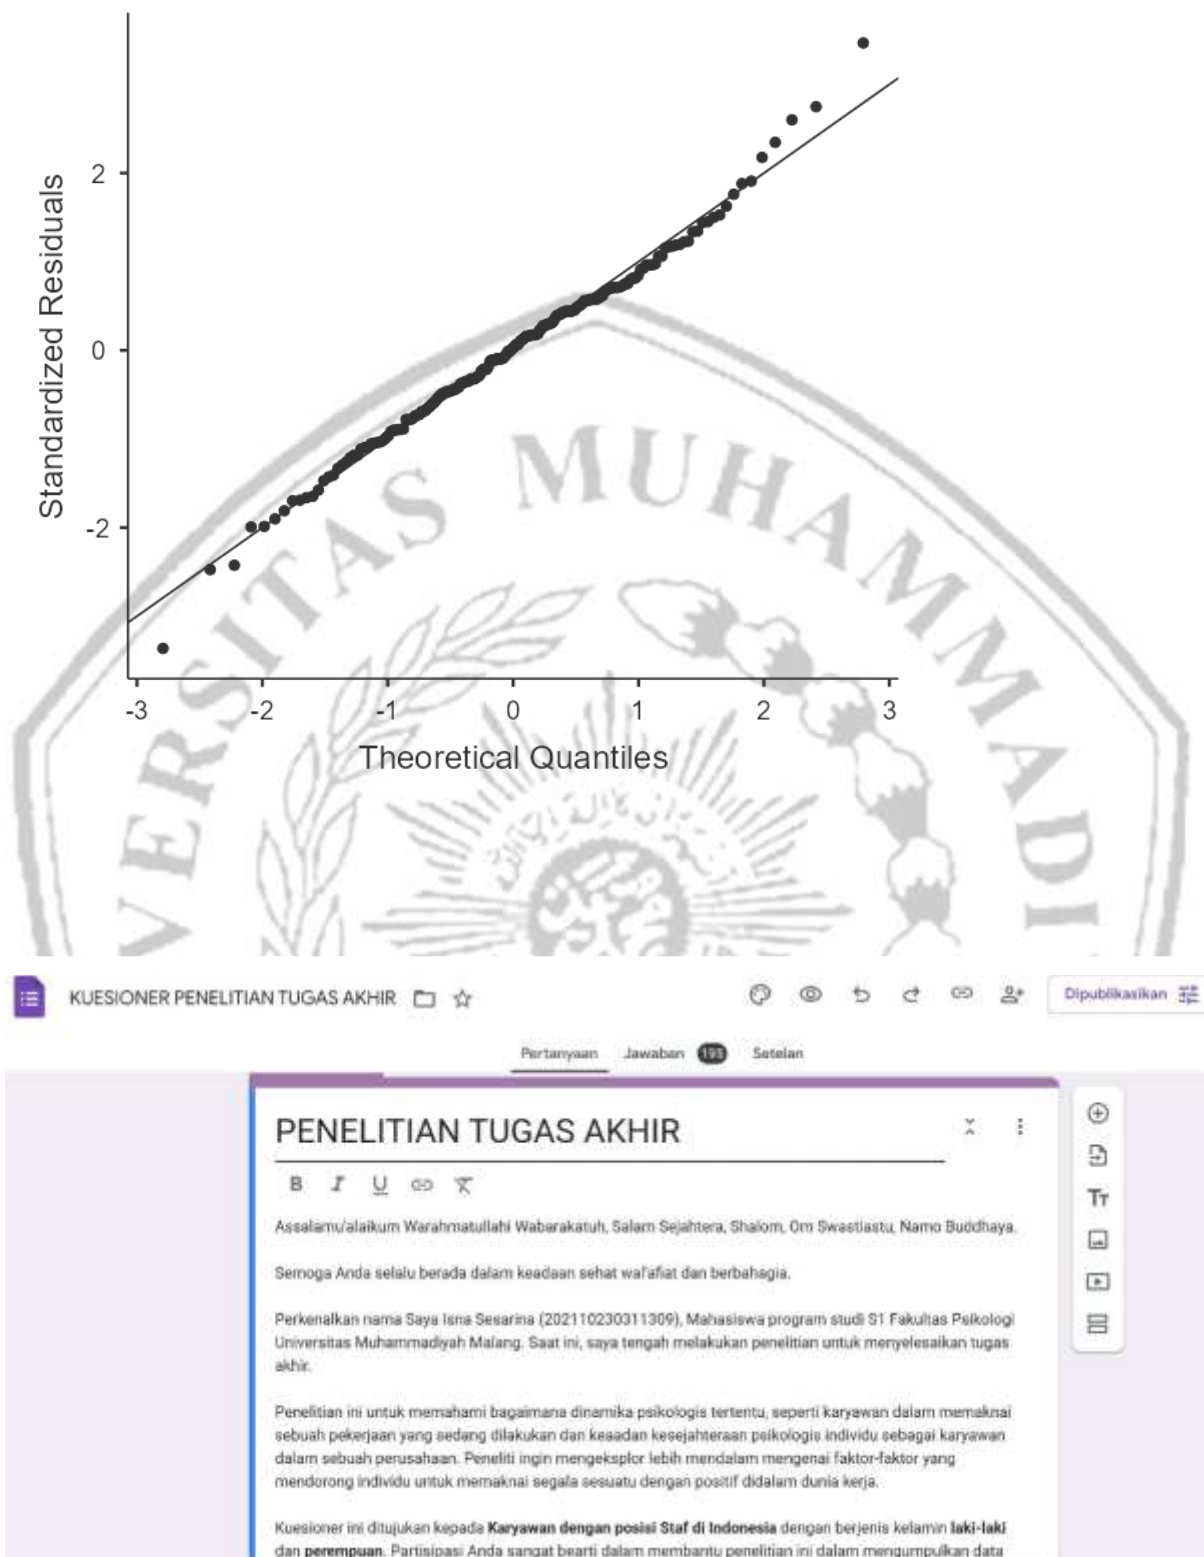 Standardized Residuals
2
0
-2
-3 -2 -1 0 1 2 3
Theoretical Quantiles
VERSITAS MUHAMMADI
KUESIONER PENELITIAN TUGAS AKHIR
Dipublikasikan
Pertanyaan Jawaban 193 Setelan
PENELITIAN TUGAS AKHIR
B I U
Tт
Assalamu'alaikum Warahmatullahi Wabarakatuh, Salam Sejahtera, Shalom, Om Swastiastu, Namo Buddhaya.
Semoga Anda selalu berada dalam keadaan sehat wal'afiat dan berbahagia.
Perkenalkan nama Saya Isna Sesarina (202110230311309), Mahasiswa program studi S1 Fakultas Psikologi
Universitas Muhammadiyah Malang. Saat ini, saya tengah melakukan penelitian untuk menyelesaikan tugas
akhir.
Penelitian ini untuk memahami bagaimana dinamika psikologis tertentu, seperti karyawan dalam memaknai
sebuah pekerjaan yang sedang dilakukan dan keadan kesejahteraan psikologis individu sebagai karyawan
dalam sebuah perusahaan. Peneliti ingin mengeksplor lebih mendalam mengenai faktor-faktor yang
mendorong individu untuk memaknai segala sesuatu dengan positif didalam dunia kerja.
Kuesioner ini ditujukan kepada Karyawan dengan posisi Staf di Indonesia dengan berjenis kelamin laki-laki
dan perempuan. Partisipasi Anda sangat bearti dalam membantu penelitian ini dalam mengumpulkan data